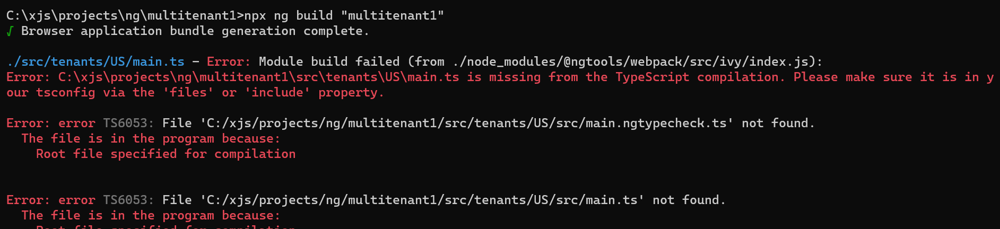 C:\xjs\projects\ng\multitenant1>npx ng build "multitenant1"
√ Browser application bundle generation complete.
./src/tenants/US/main.ts - Error: Module build failed (from ./node_modules/@ngtools/webpack/src/ivy/index.js):
Error: C:\xjs\projects\ng\multitenant1\src\tenants\US\main.ts is missing from the TypeScript compilation. Please make sure it is in y
our tsconfig via the 'files' or 'include' property.
Error: error TS6053: File 'C:/xjs/projects/ng/multitenant1/src/tenants/US/src/main.ngtypecheck.ts' not found.
The file is in the program because:
Root file specified for compilation
Error: error TS6053: File 'C:/xjs/projects/ng/multitenant1/src/tenants/US/src/main.ts' not found.
The file is in the program because:
Root file specified for compilation